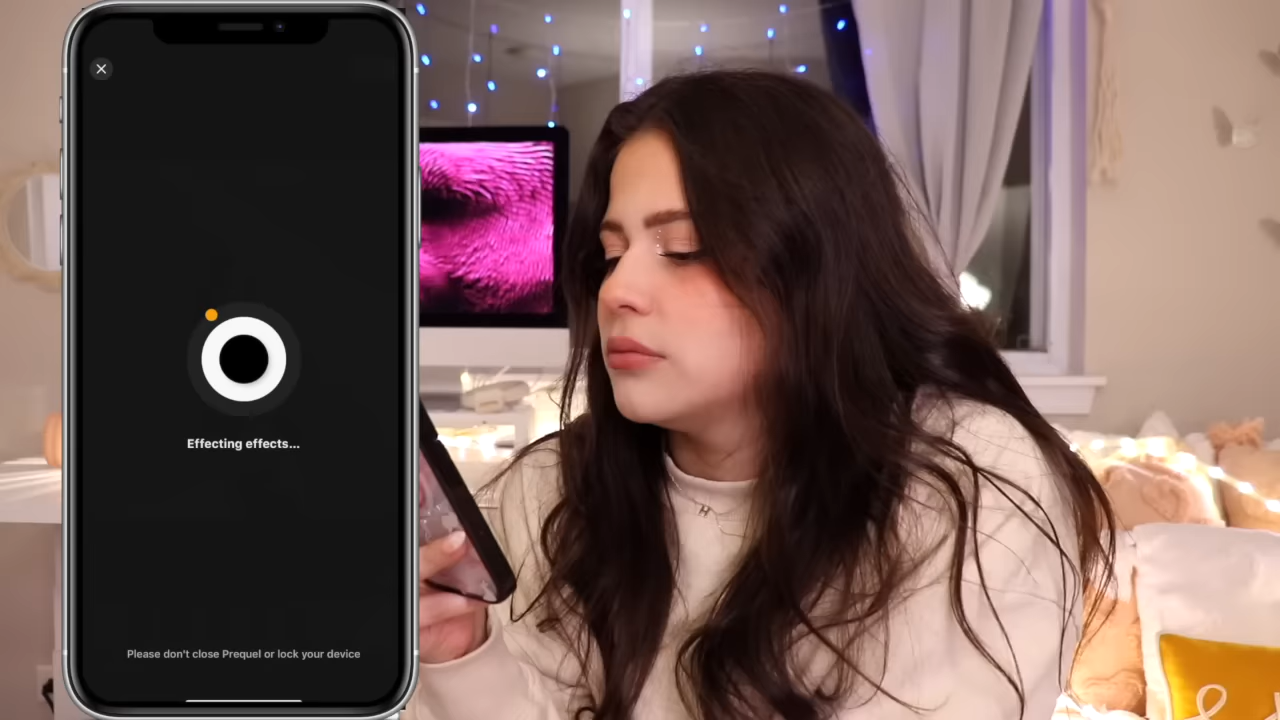 Effecting effects...
Please don't close Prequel or lock your device